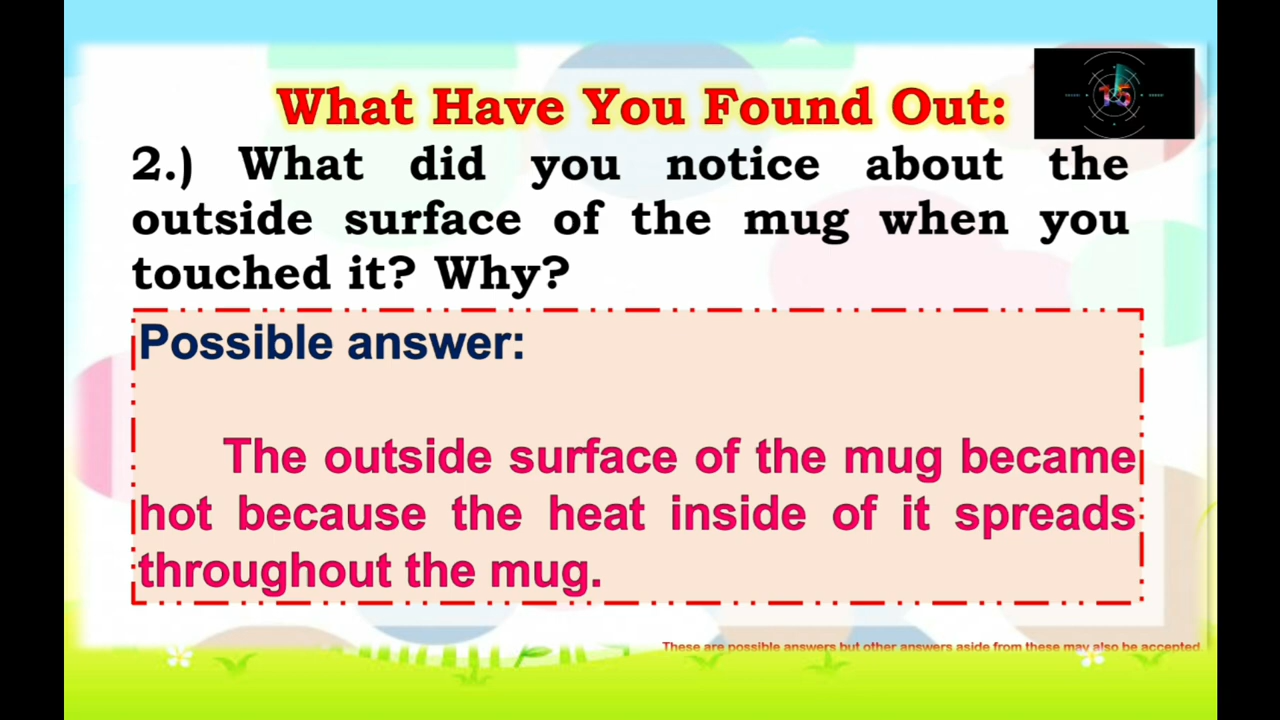 What Have You Found Out:
15
2.) What did you notice about the
outside surface of the mug when you
touched it? Why?
Possible answer:
The outside surface of the mug became
hot because the heat inside of it spreads
throughout the mug.
These are possible answers but other answers aside from these may also be accepted